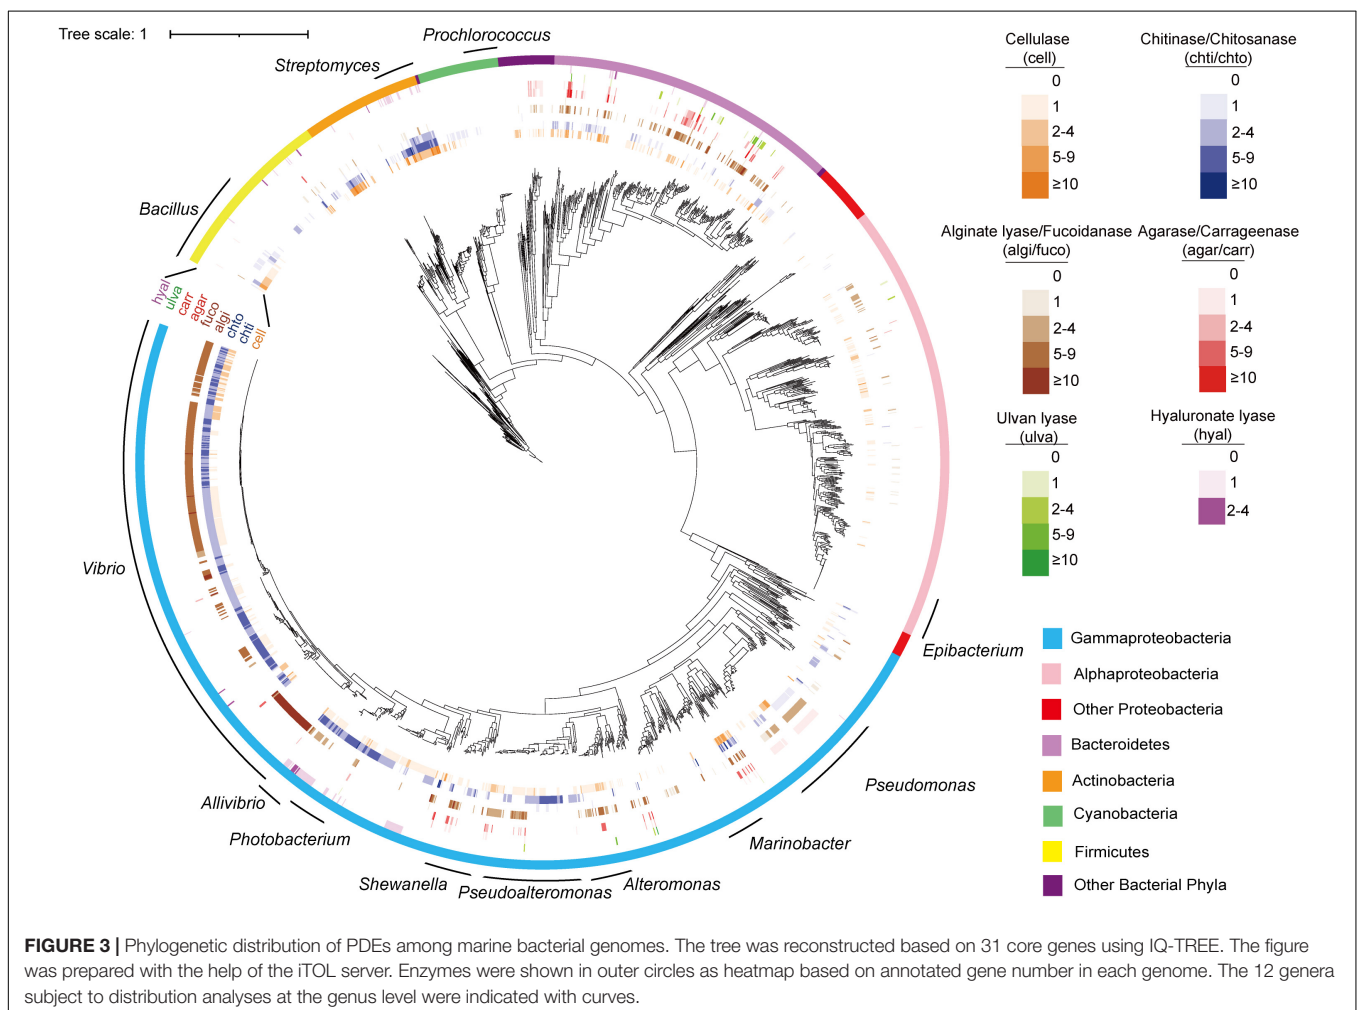 Tree scale: 1
Prochlorococcus
Streptomyces
Bacillus
hyal
ulva
carr
agar
fuco
algi
chto
chti
cell
Vibrio
Allivibrio
Photobacterium
Shewanella
Pseudoalteromonas
Alteromonas
Marinobacter
Pseudomonas
Epibacterium
Cellulase
(cell)
0
1
2-4
5-9
≥10
Chitinase/Chitosanase
(chti/chto)
0
1
2-4
5-9
≥10
Alginate lyase/Fucoidanase
(algi/fuco)
0
1
2-4
5-9
≥10
Agarase/Carrageenase
(agar/carr)
0
1
2-4
5-9
≥10
Ulvan lyase
(ulva)
0
1
2-4
5-9
≥10
Hyaluronate lyase
(hyal)
0
1
2-4
Gammaproteobacteria
Alphaproteobacteria
Other Proteobacteria
Bacteroidetes
Actinobacteria
Cyanobacteria
Firmicutes
Other Bacterial Phyla
FIGURE 3 | Phylogenetic distribution of PDEs among marine bacterial genomes. The tree was reconstructed based on 31 core genes using IQ-TREE. The figure
was prepared with the help of the iTOL server. Enzymes were shown in outer circles as heatmap based on annotated gene number in each genome. The 12 genera
subject to distribution analyses at the genus level were indicated with curves.